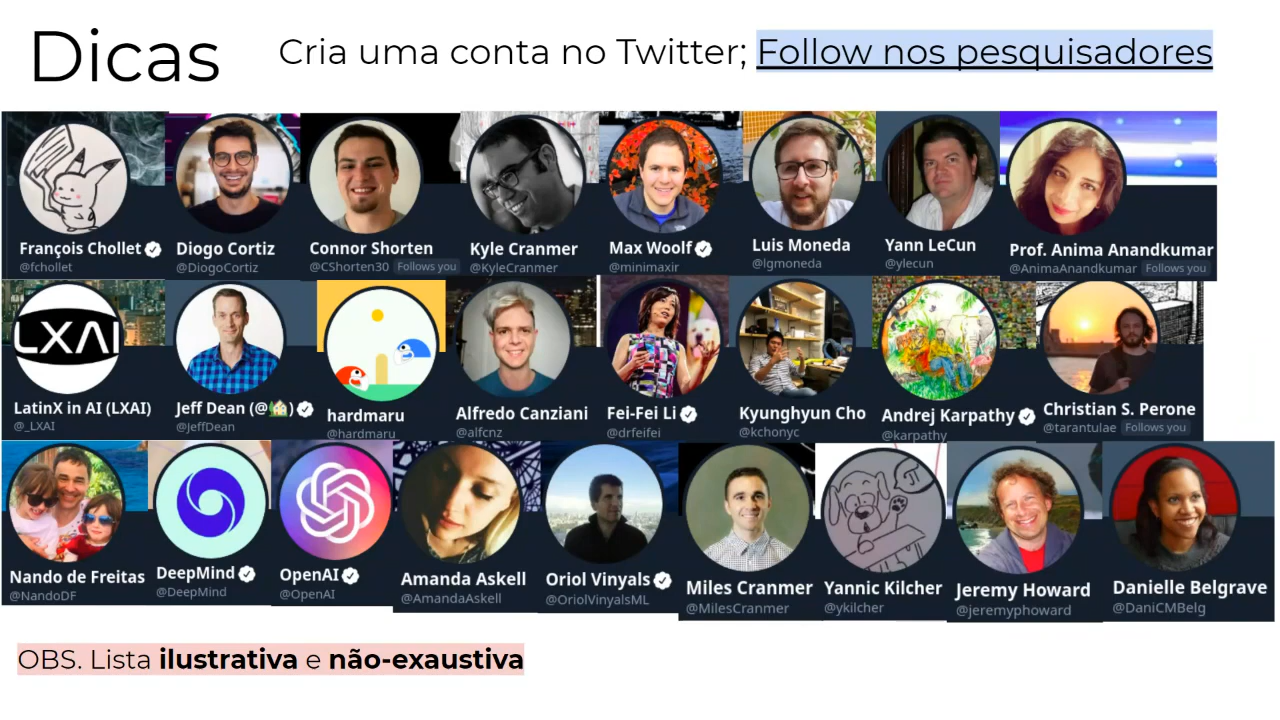 Dicas
Cria uma conta no Twitter; Follow nos pesquisadores
François Chollet
@fchollet
Diogo Cortiz
@DiogoCortiz
Connor Shorten
@CShorten30 Follows you
Kyle Cranmer
@KyleCranmer
Max Woolf
@minimaxir
Luis Moneda
@lgmoneda
Yann LeCun
@ylecun
Prof. Anima Anandkumar
@AnimaAnandkumar Follows you
LXAI
LatinX in AI (LXAI)
@_LXAI
Jeff Dean (@🏡)
@JeffDean
hardmaru
@hardmaru
Alfredo Canziani
@alfcnz
Fei-Fei Li
@drfeifei
Kyunghyun Cho
@kchonyc
Andrej Karpathy
@karpathy
Christian S. Perone
@tarantulae Follows you
Nando de Freitas
@NandoDF
DeepMind
@DeepMind
OpenAI
@OpenAI
Amanda Askell
@AmandaAskell
Oriol Vinyals
@OriolVinyalsML
Miles Cranmer
@MilesCranmer
π
Yannic Kilcher
@ykilcher
Jeremy Howard
@jeremyphoward
Danielle Belgrave
@DaniCMBelg
OBS. Lista ilustrativa e não-exaustiva